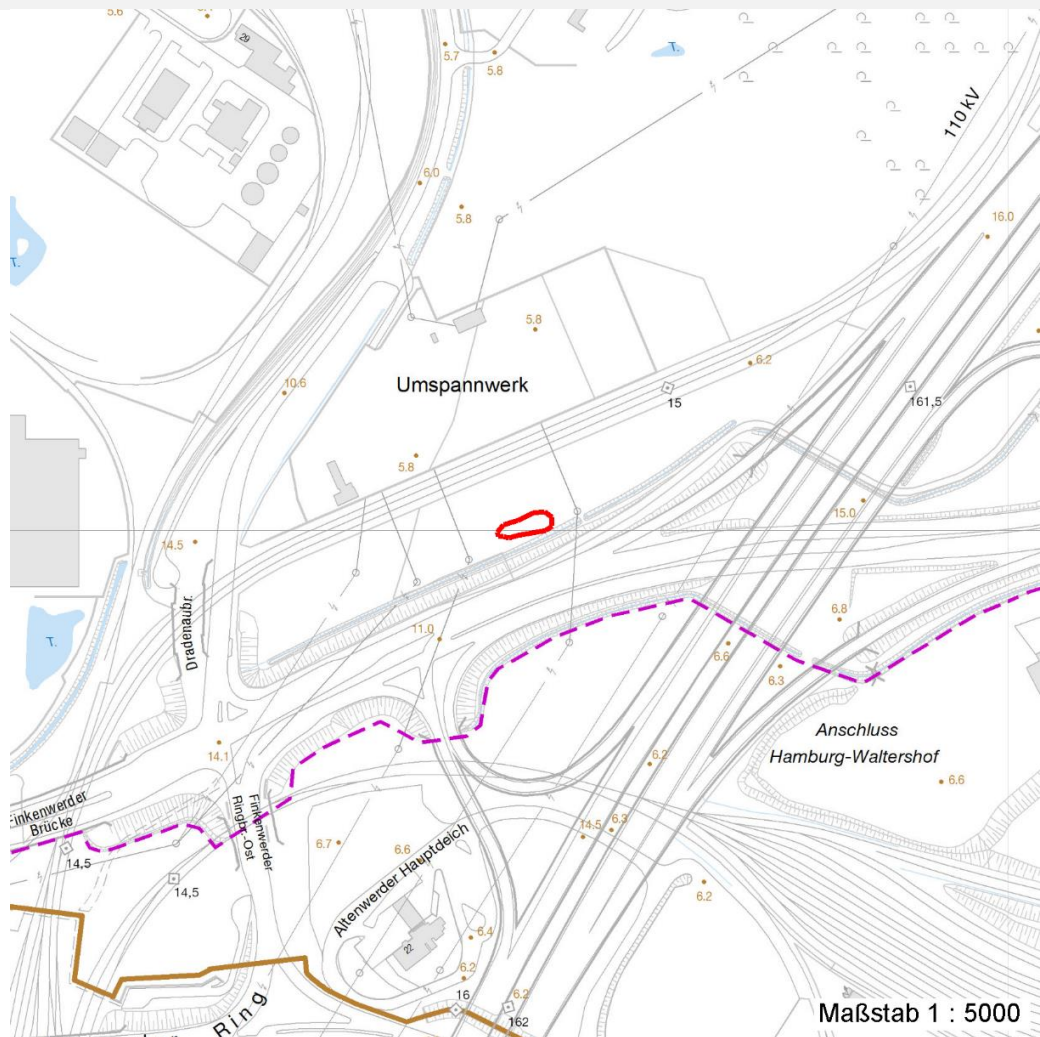 29
5.7
5.8
T.
110 kV
6.0
5.8
16.0
T.
5.8
6.2
10.6
Umspannwerk
15
161,5
5.8
15.0
14.5
Dradenaubr.
6.8
T.
11.0
6.6
6.3
Anschluss
Hamburg-Waltershof
14.1
6.2
6.6
Finkenwerder
Brücke
Finkenwerder
Ringbr.-Ost
14,5
6.7
6.6
14.5
6.3
Altenwerder Hauptdeich
14,5
6.2
22
6.4
6.2
16
6.2
162
Ring
Maßstab 1 : 5000